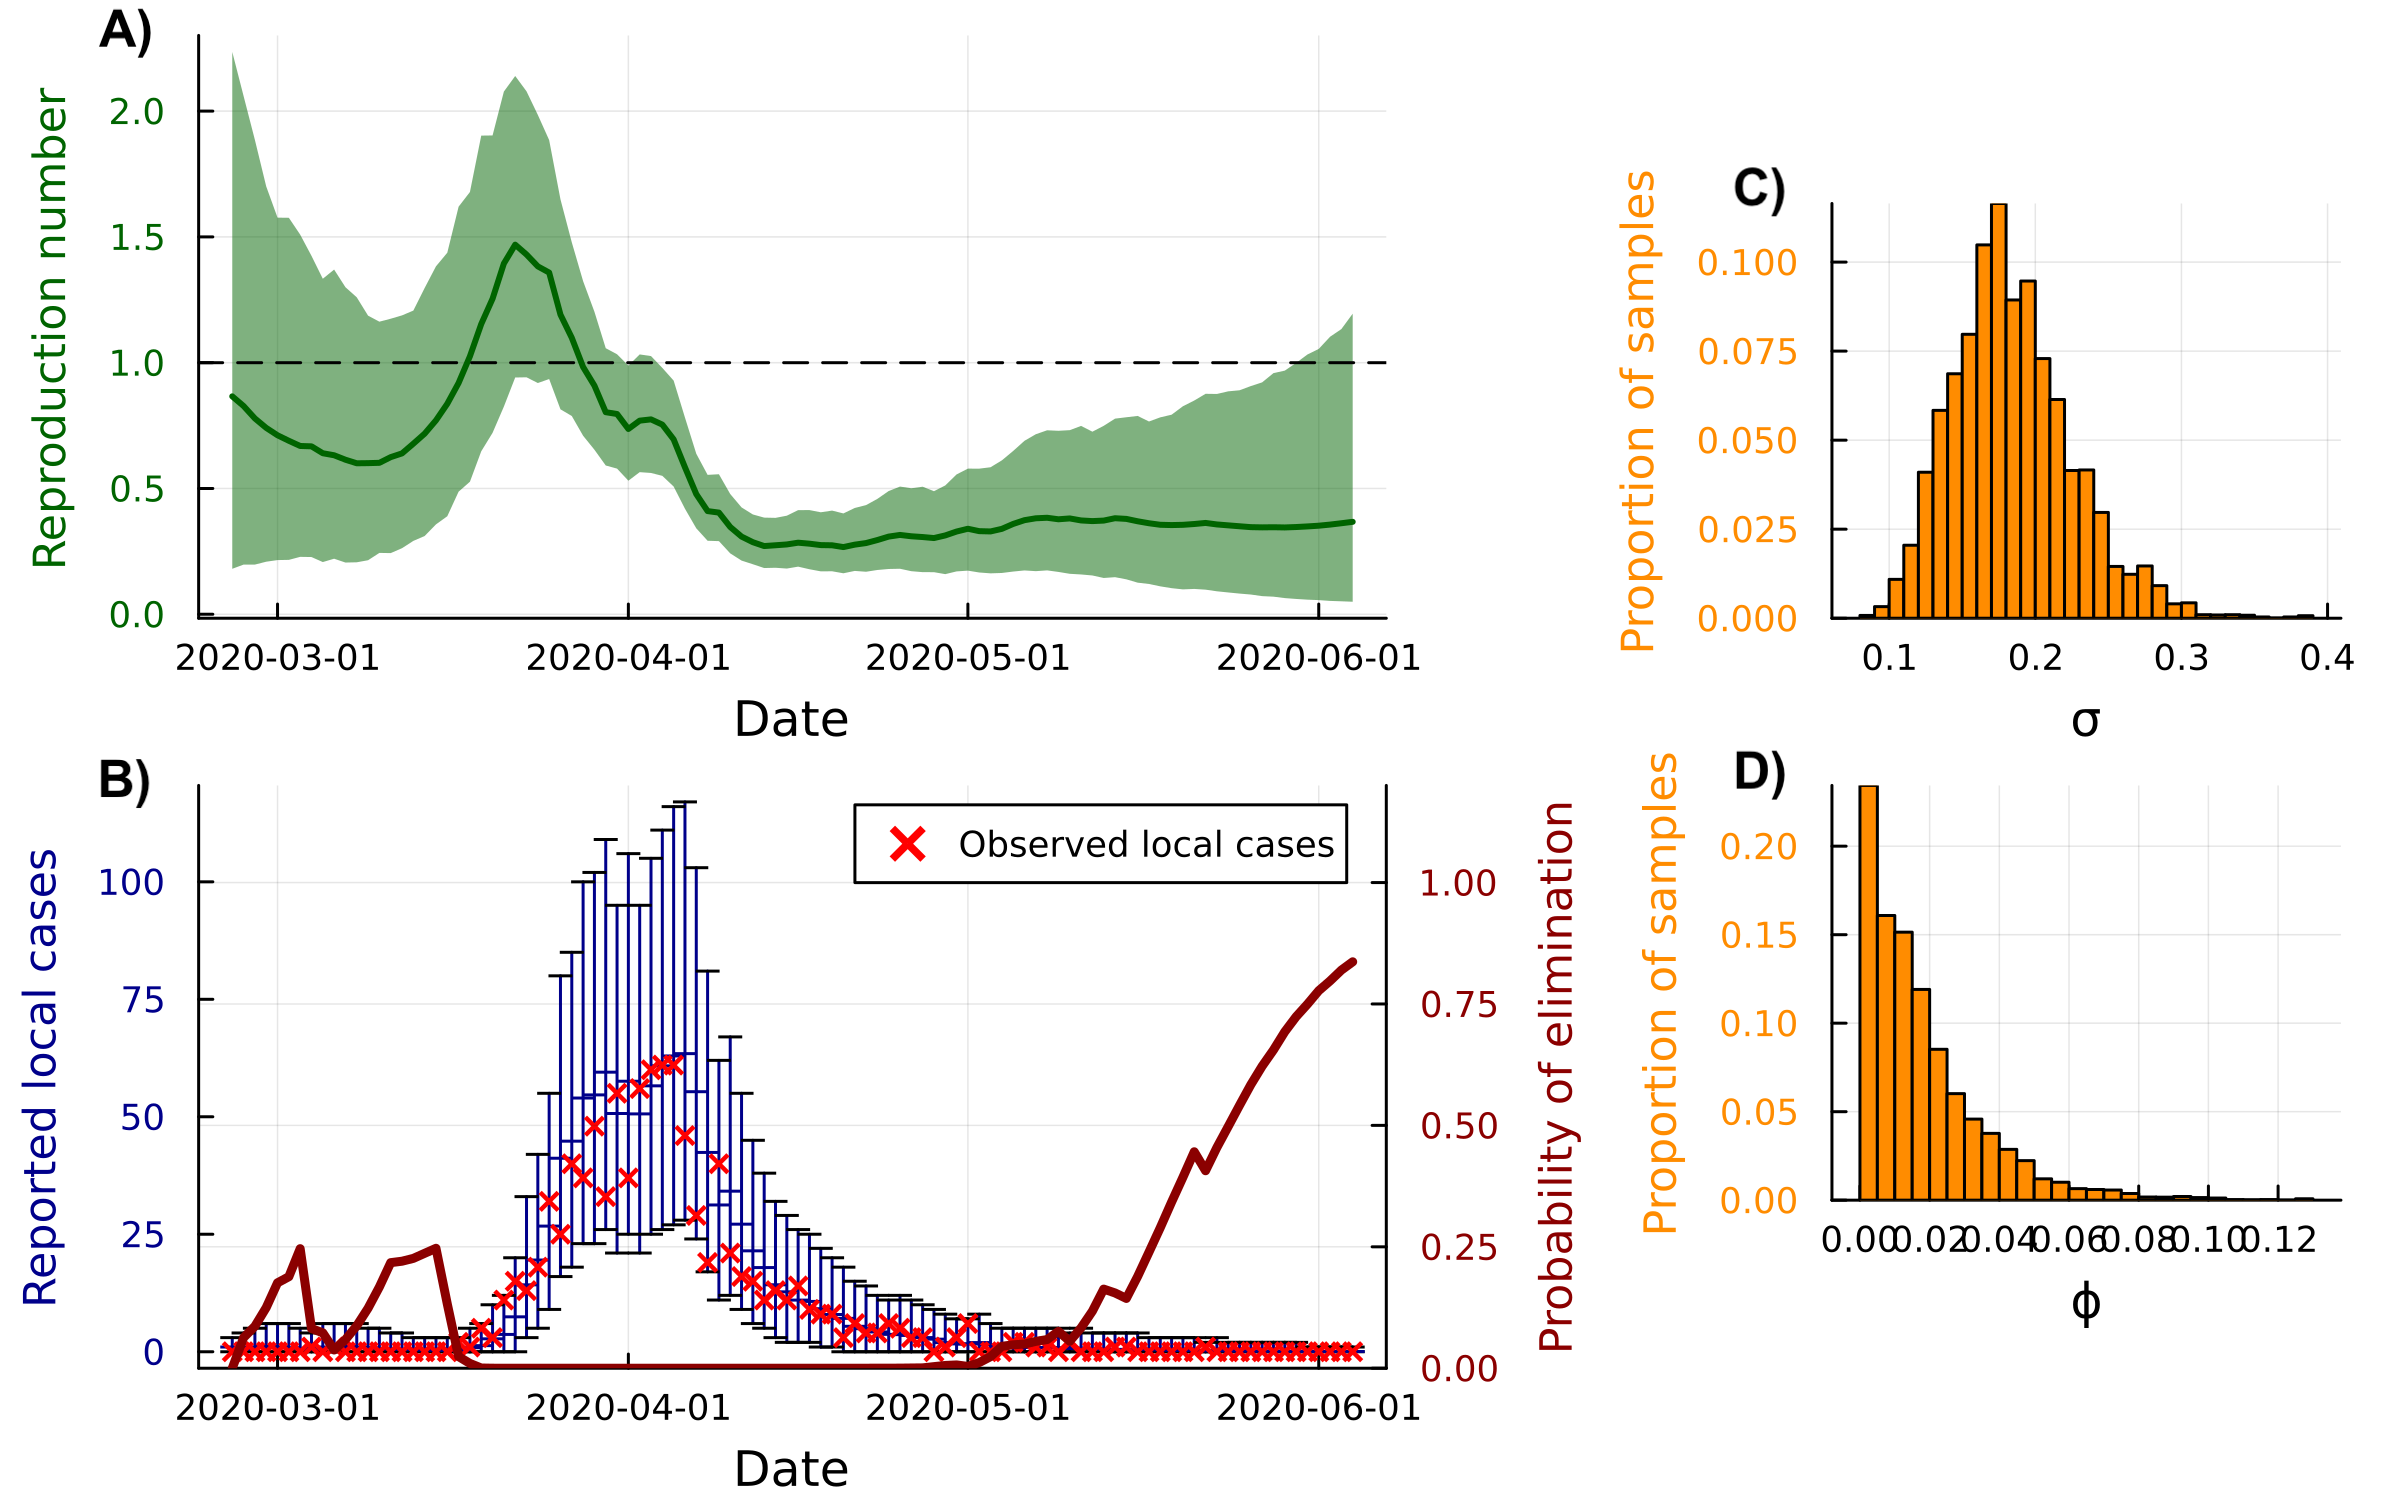 A)
Reproduction number
2.0
1.5
1.0
0.5
0.0
2020-03-01 2020-04-01 2020-05-01 2020-06-01
Date
B)
Reported local cases
100
75
50
25
0
Observed local cases
1.00
0.75
0.50
0.25
0.00
Probability of elimination
2020-03-01 2020-04-01 2020-05-01 2020-06-01
Date
C)
Proportion of samples
0.100
0.075
0.050
0.025
0.000
0.1 0.2 0.3 0.4
σ
D)
Proportion of samples
0.20
0.15
0.10
0.05
0.00
0.00 0.02 0.04 0.06 0.08 0.10 0.12
ϕ